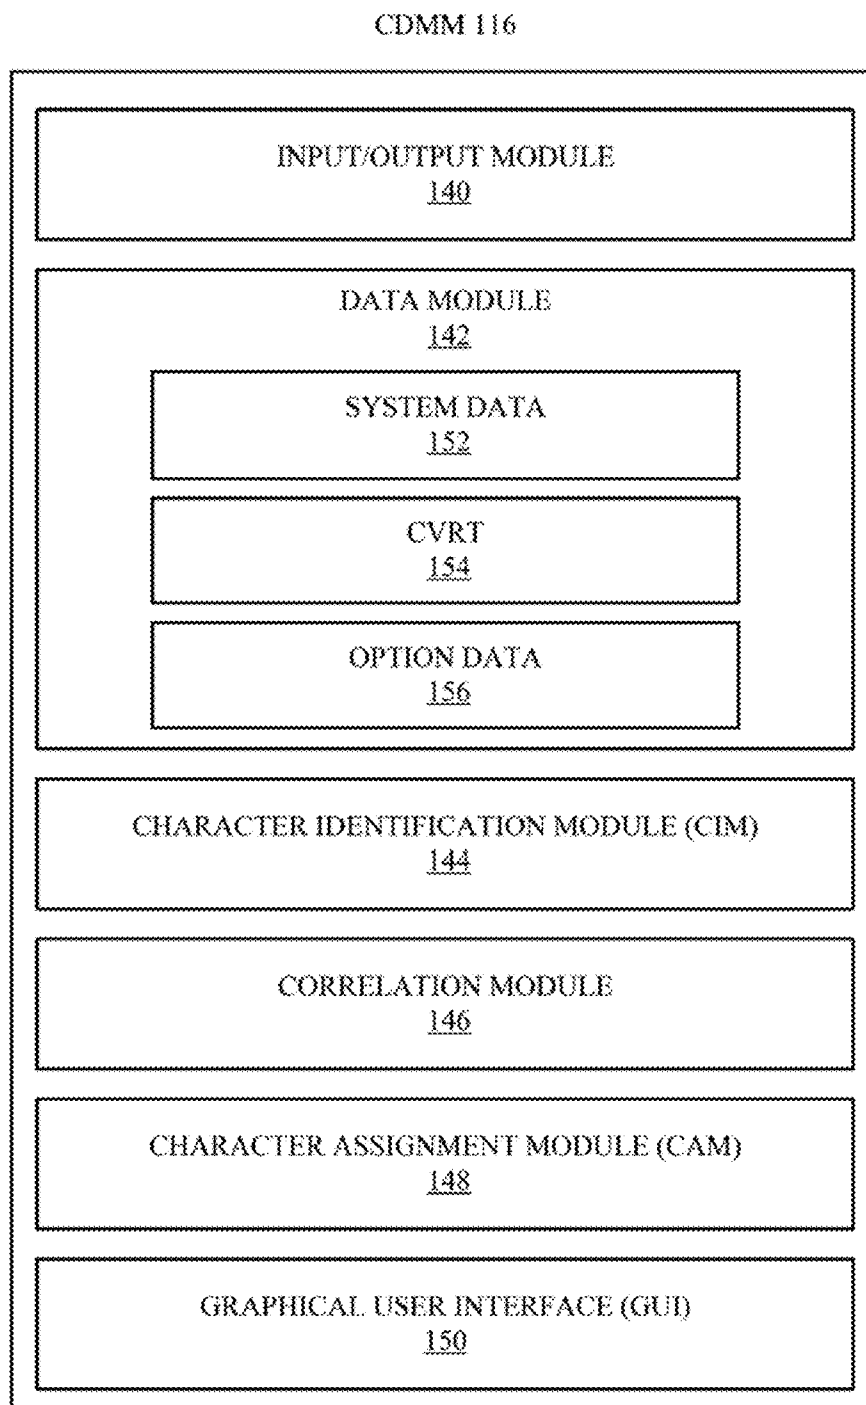 CDMM 116
INPUT/OUTPUT MODULE
140
DATA MODULE
142
SYSTEM DATA
152
CVRT
154
OPTION DATA
156
CHARACTER IDENTIFICATION MODULE (CIM)
144
CORRELATION MODULE
146
CHARACTER ASSIGNMENT MODULE (CAM)
148
GRAPHICAL USER INTERFACE (GUI)
150